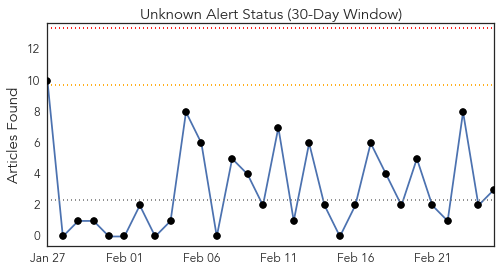 Unknown Alert Status (30-Day Window)
Articles Found
12
10
8
6
4
2
0
Jan 27 Feb 01 Feb 06 Feb 11 Feb 16 Feb 21